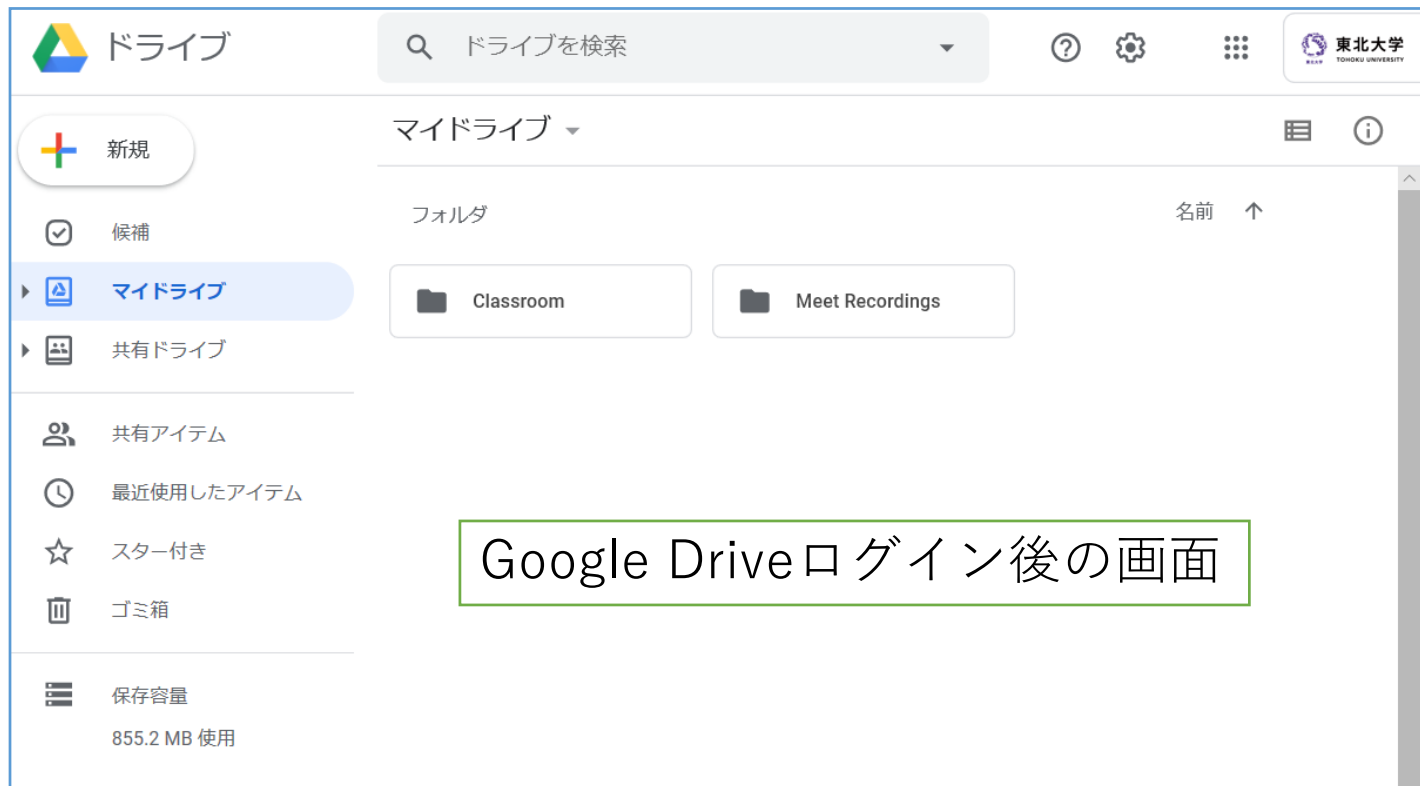 ドライブ
ドライブを検索
東北大学
東北大学
TOHOKU UNIVERSITY
新規
マイドライブ
候補
マイドライブ
共有ドライブ
共有アイテム
最近使用したアイテム
スター付き
ゴミ箱
保存容量
855.2 MB 使用
フォルダ
名前
Classroom
Meet Recordings
Google Driveログイン後の画面